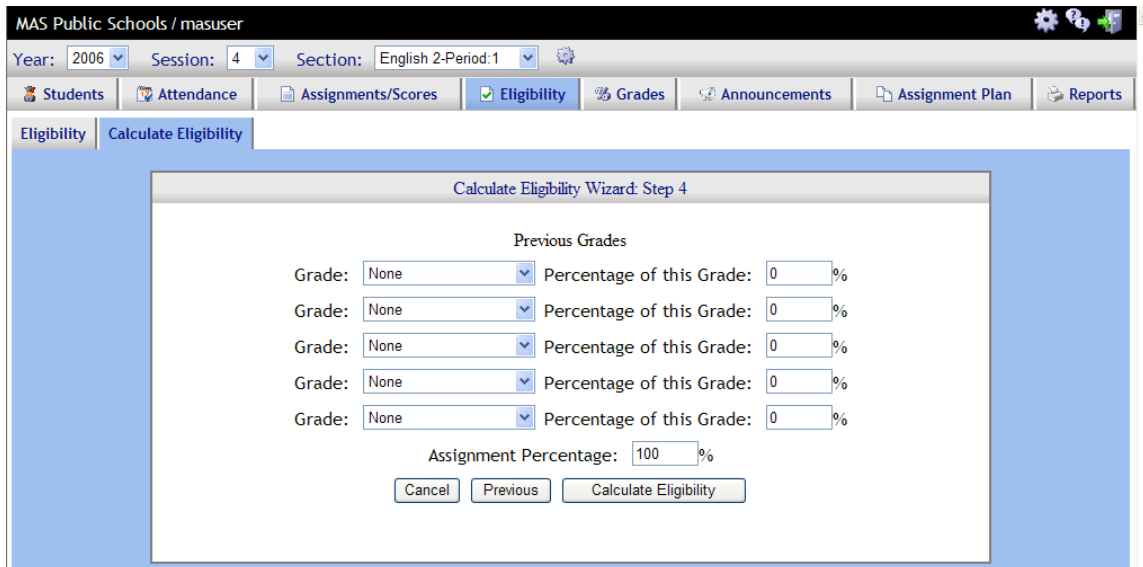 MAS Public Schools / masuser
Year: 2006 Session: 4 Section: English 2-Period:1
Students Attendance Assignments/Scores Eligibility Grades Announcements Assignment Plan Reports
Eligibility Calculate Eligibility
Calculate Eligibility Wizard: Step 4
Previous Grades
Grade: None Percentage of this Grade: 0 %
Grade: None Percentage of this Grade: 0 %
Grade: None Percentage of this Grade: 0 %
Grade: None Percentage of this Grade: 0 %
Grade: None Percentage of this Grade: 0 %
Assignment Percentage: 100 %
Cancel Previous Calculate Eligibility